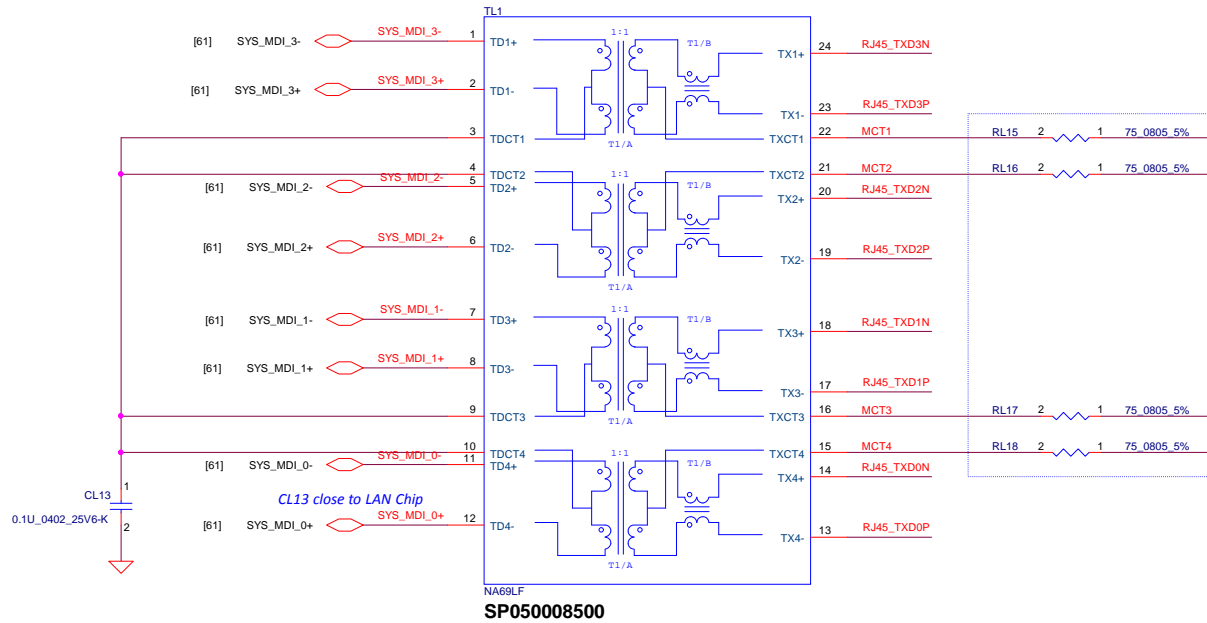 TL1
1:1
T1/B
[61] SYS_MDI_3- SYS_MDI_3- 1 TD1+ TX1+ 24 RJ45_TXD3N
[61] SYS_MDI_3+ SYS_MDI_3+ 2 TD1- TX1- 23 RJ45_TXD3P
3 TDCT1 T1/A TXCT1 22 MCT1 RL15 2 1 75_0805_5%
4 TDCT2 TXCT2 21 MCT2 RL16 2 1 75_0805_5%
1:1
T1/B
[61] SYS_MDI_2- SYS_MDI_2- 5 TD2+ TX2+ 20 RJ45_TXD2N
[61] SYS_MDI_2+ SYS_MDI_2+ 6 TD2- TX2- 19 RJ45_TXD2P
T1/A
1:1
T1/B
[61] SYS_MDI_1- SYS_MDI_1- 7 TD3+ TX3+ 18 RJ45_TXD1N
[61] SYS_MDI_1+ SYS_MDI_1+ 8 TD3- TX3- 17 RJ45_TXD1P
9 TDCT3 T1/A TXCT3 16 MCT3 RL17 2 1 75_0805_5%
10 TDCT4 TXCT4 15 MCT4 RL18 2 1 75_0805_5%
1:1
T1/B
[61] SYS_MDI_0- SYS_MDI_0- 11 TD4+ TX4+ 14 RJ45_TXD0N
CL13 1
CL13 close to LAN Chip
0.1U_0402_25V6-K 2
[61] SYS_MDI_0+ SYS_MDI_0+ 12 TD4- TX4- 13 RJ45_TXD0P
T1/A
NA69LF
SP050008500